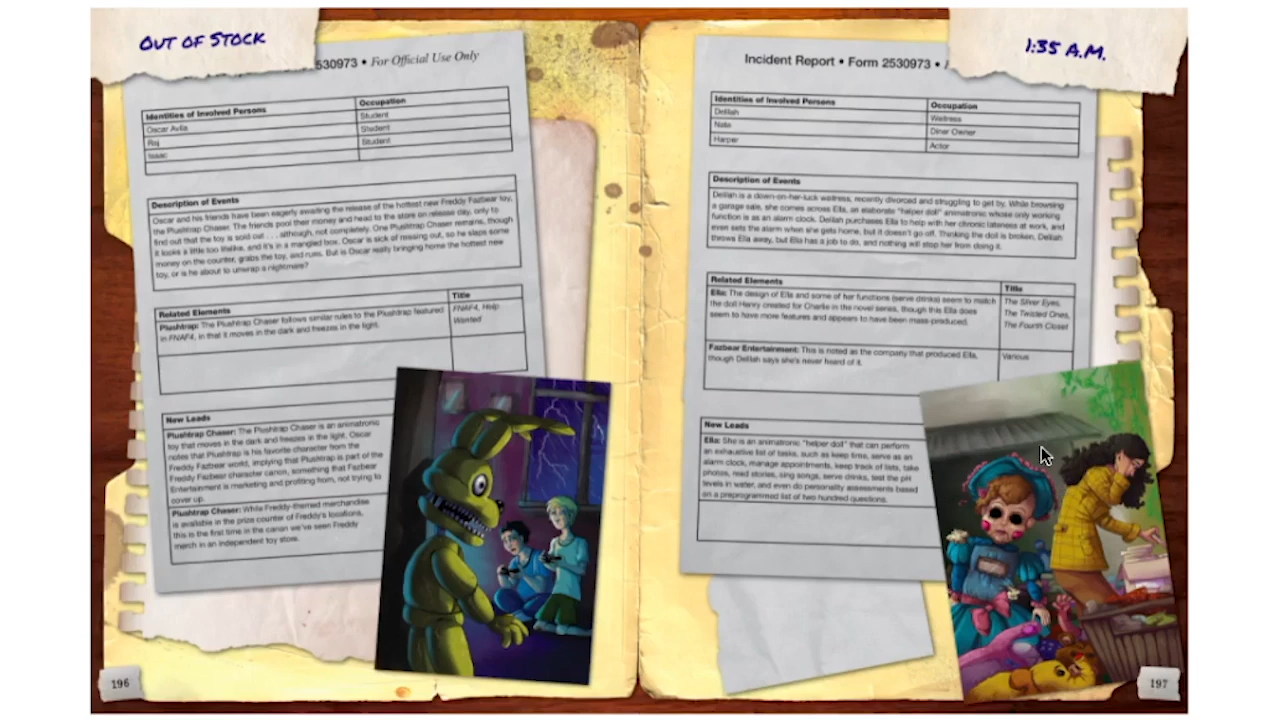 OUT OF STOCK
530973 • For Official Use Only
Identities of Involved Persons
Occupation
Oscar Avila
Student
Raj
Student
Isaac
Student
Description of Events
Oscar and his friends have been eagerly awaiting the release of the hottest new Freddy Fazbear toy,
the Plushtrap Chaser. The friends pool their money and head to the store on release day, only to
find out that the toy is sold out . . . although, not completely. One Plushtrap Chaser remains, though
it looks a little too lifelike, and it's in a mangled box. Oscar is sick of missing out, so he slaps some
money on the counter, grabs the toy, and runs. But is Oscar really bringing home the hottest new
toy, or is he about to unwrap a nightmare?
Related Elements
Title
Plushtrap: The Plushtrap Chaser follows similar rules to the Plushtrap featured
in FNAF4, in that it moves in the dark and freezes in the light.
FNAF4, Help
Wanted
New Leads
Plushtrap Chaser: The Plushtrap Chaser is an animatronic
toy that moves in the dark and freezes in the light. Oscar
notes that Plushtrap is his favorite character from the
Freddy Fazbear world, implying that Plushtrap is part of the
Freddy Fazbear character canon, something that Fazbear
Entertainment is marketing and profiting from, not trying to
cover up.
Plushtrap Chaser: While Freddy-themed merchandise
is available in the prize counter of Freddy's locations,
this is the first time in the canon we've seen Freddy
merch in an independent toy store.
196
1:35 A.M.
Incident Report • Form 2530973 •
Identities of Involved Persons
Occupation
Delilah
Waitress
Nate
Diner Owner
Harper
Actor
Description of Events
Delilah is a down-on-her-luck waitress, recently divorced and struggling to get by. While browsing
a garage sale, she comes across Ella, an elaborate "helper doll" animatronic whose only working
function is as an alarm clock. Delilah purchases Ella to help with her chronic lateness at work, and
even sets the alarm when she gets home, but it doesn't go off. Thinking the doll is broken, Delilah
throws Ella away, but Ella has a job to do, and nothing will stop her from doing it.
Related Elements
Title
Ella: The design of Ella and some of her functions (serve drinks) seem to match
the doll Henry created for Charlie in the novel series, though this Ella does
seem to have more features and appears to have been mass-produced.
The Silver Eyes,
The Twisted Ones,
The Fourth Closet
Fazbear Entertainment: This is noted as the company that produced Ella,
though Delilah says she's never heard of it.
Various
New Leads
Ella: She is an animatronic "helper doll" that can perform
an exhaustive list of tasks, such as keep time, serve as an
alarm clock, manage appointments, keep track of lists, take
photos, read stories, sing songs, serve drinks, test the pH
levels in water, and even do personality assessments based
on a preprogrammed list of two hundred questions.
197